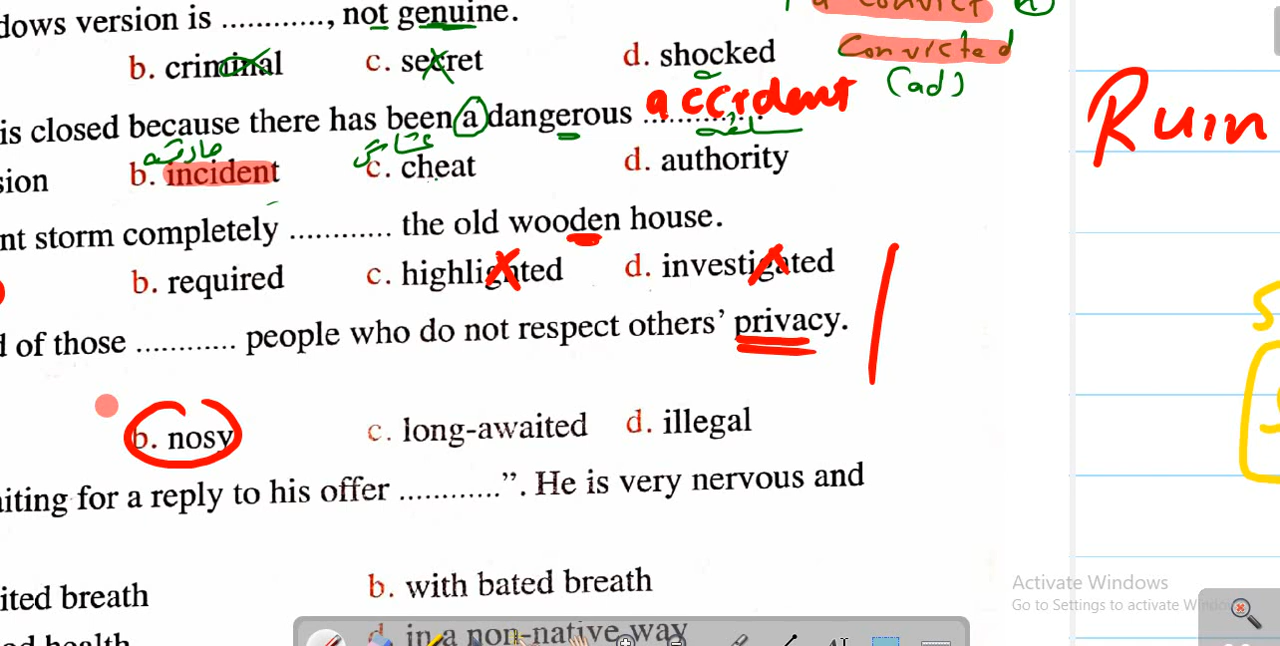 dows version is ............, not genuine.
a convict n
b. criminal c. secret d. shocked
convicted
(ad)
accident
is closed because there has been a dangerous ............
Ruin
حادثة
b. incident c. cheat d. authority
sion
nt storm completely ............ the old wooden house.
b. required c. highlighted d. investigated
d of those ............ people who do not respect others' privacy.
b. nosy c. long-awaited d. illegal
aiting for a reply to his offer ............". He is very nervous and
ited breath b. with bated breath
d. in a non-native way
Activate Windows
Go to Settings to activate Windows